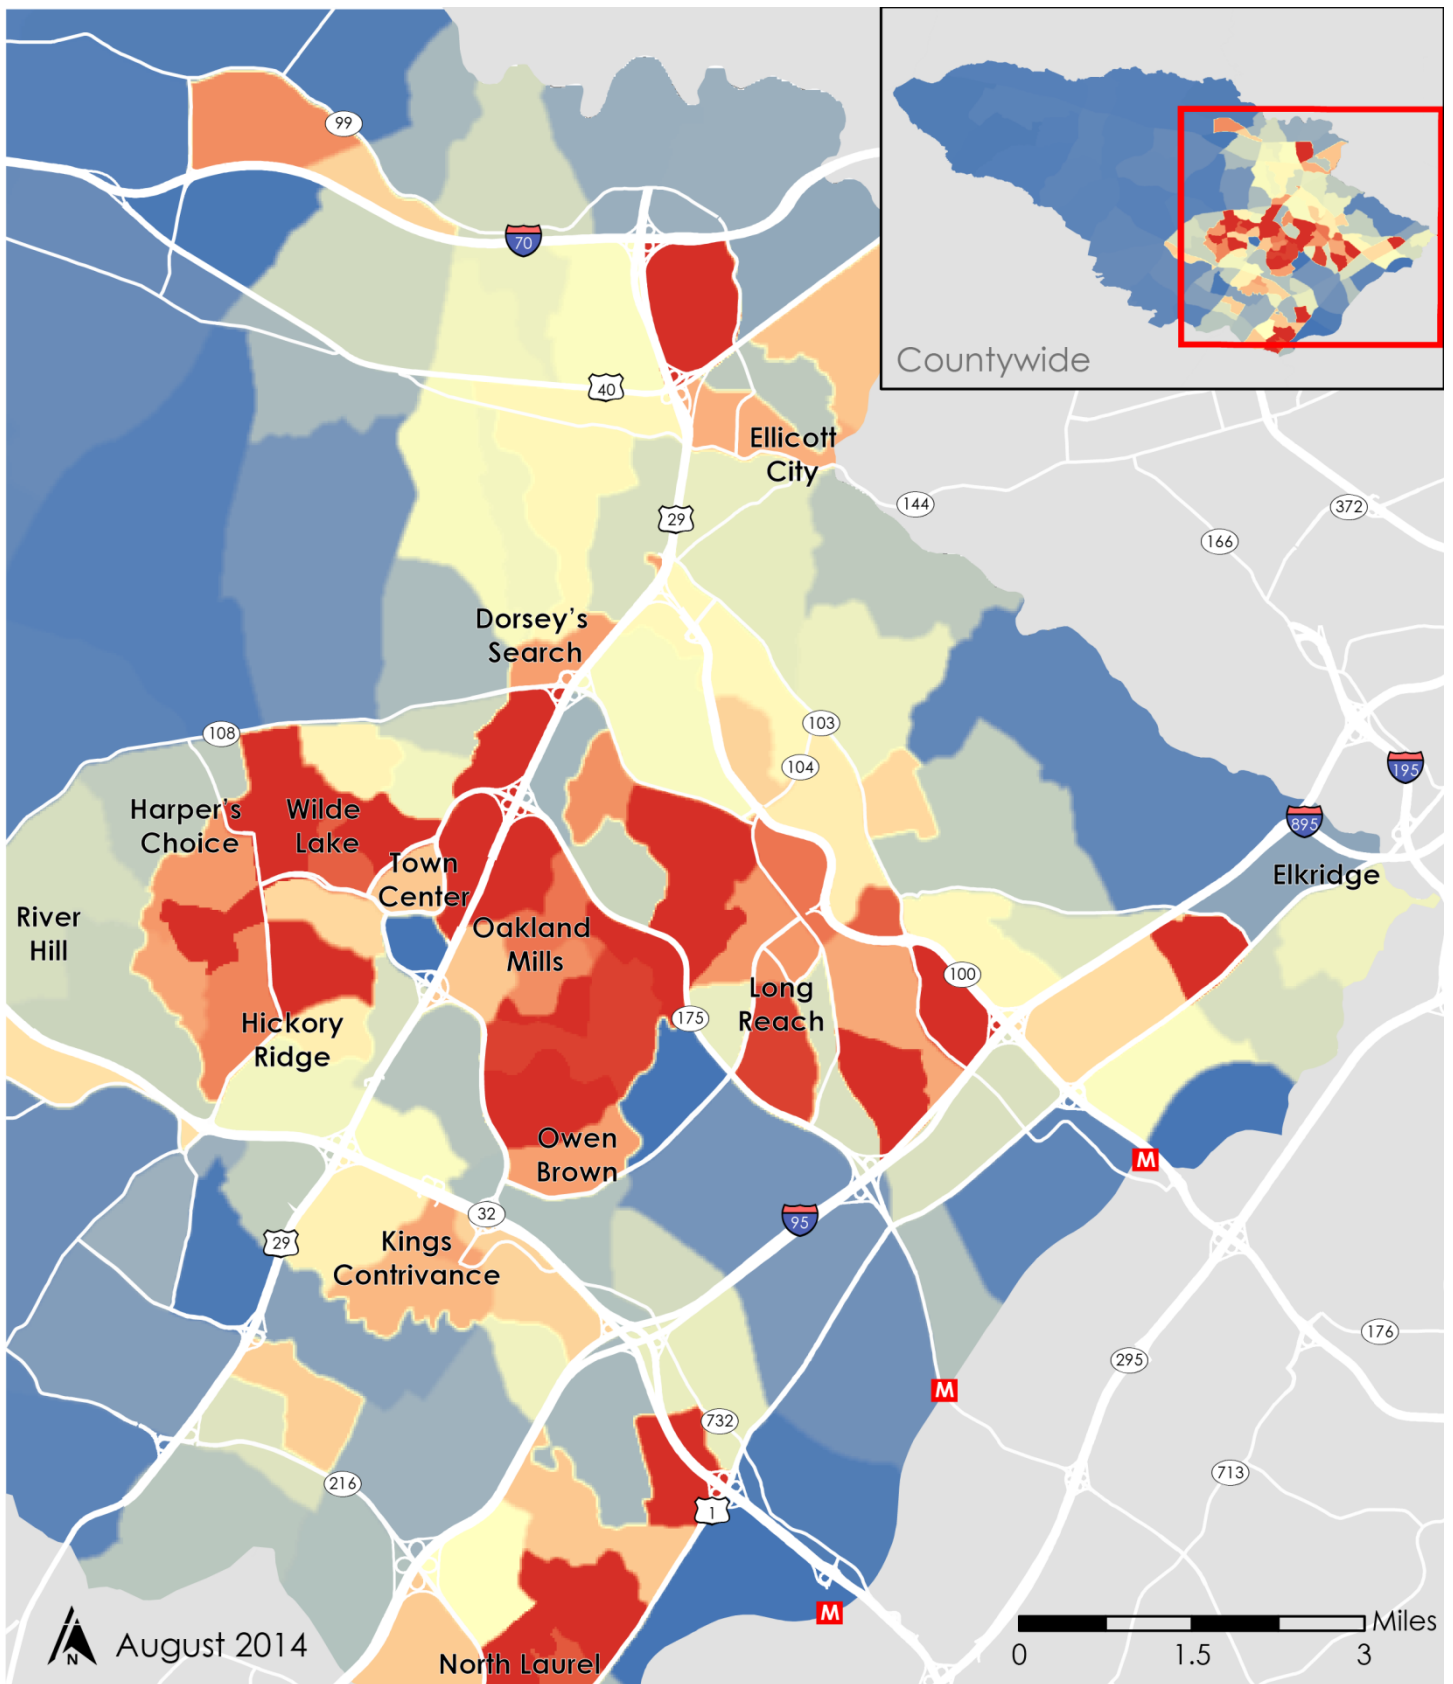 99
70
Countywide
40
Ellicott
City
144
372
29
166
Dorsey's
Search
108
103
104
195
Harper's
Choice
Wilde
Lake
895
Town
Center
Elkridge
River
Hill
Oakland
Mills
100
Long
Reach
175
Hickory
Ridge
Owen
Brown
M
32
95
29
Kings
Contrivance
176
295
M
732
713
216
1
M
Miles
0 1.5 3
N
August 2014
North Laurel